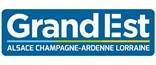 Grand Est
ALSACE CHAMPAGNE-ARDENNE LORRAINE